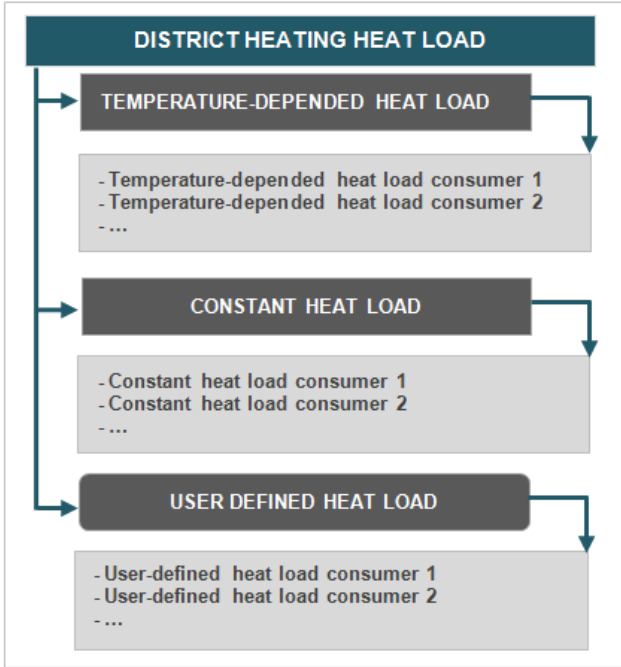 DISTRICT HEATING HEAT LOAD
TEMPERATURE-DEPENDED HEAT LOAD
- Temperature-depended heat load consumer 1
- Temperature-depended heat load consumer 2
- ...
CONSTANT HEAT LOAD
- Constant heat load consumer 1
- Constant heat load consumer 2
- ...
USER DEFINED HEAT LOAD
- User-defined heat load consumer 1
- User-defined heat load consumer 2
- ...